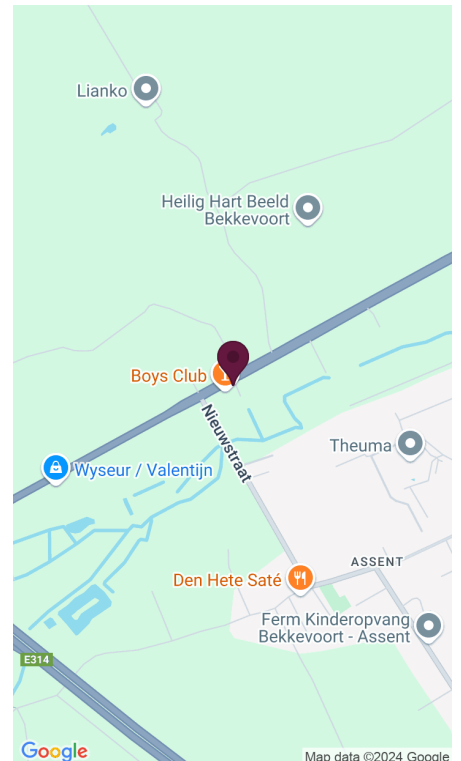 Lianko
Heilig Hart Beeld
Bekkevoort
Boys Club
Nieuwstraat
Theuma
Wyseur / Valentijn
ASSENT
Den Hete Saté
Ferm Kinderopvang
Bekkevoort - Assent
E314
Google
Map data ©2024 Google